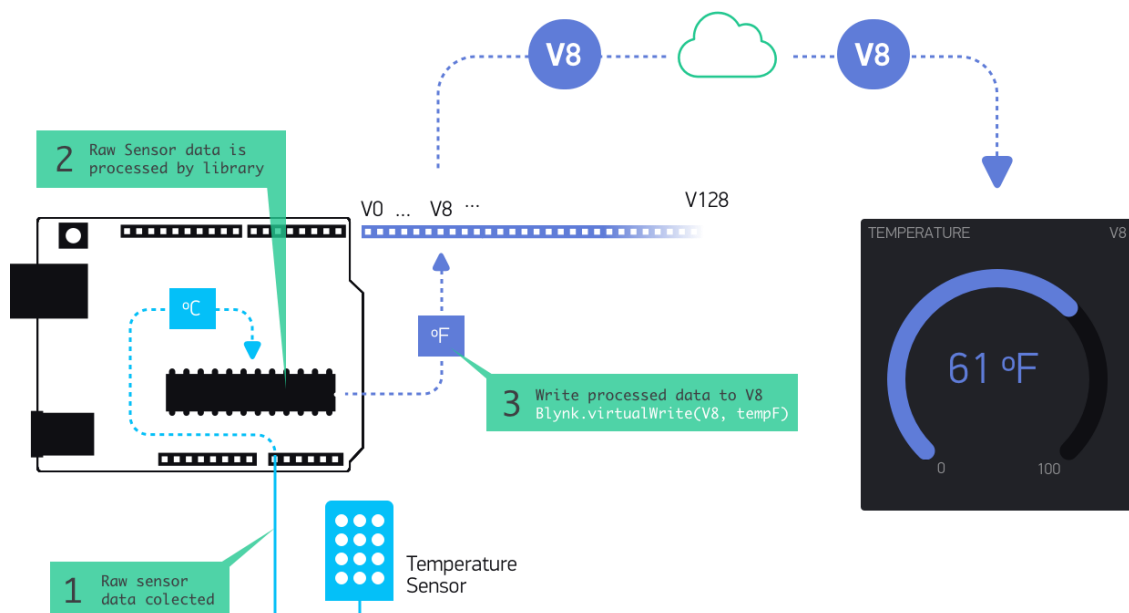 V8
V8
2 Raw Sensor data is
processed by library
V0 ... V8 ... V128
TEMPERATURE V8
ºC
ºF
61 ºF
3 Write processed data to V8
Blynk.virtualWrite(V8, tempF)
0 100
Temperature
Sensor
1 Raw sensor
data colected